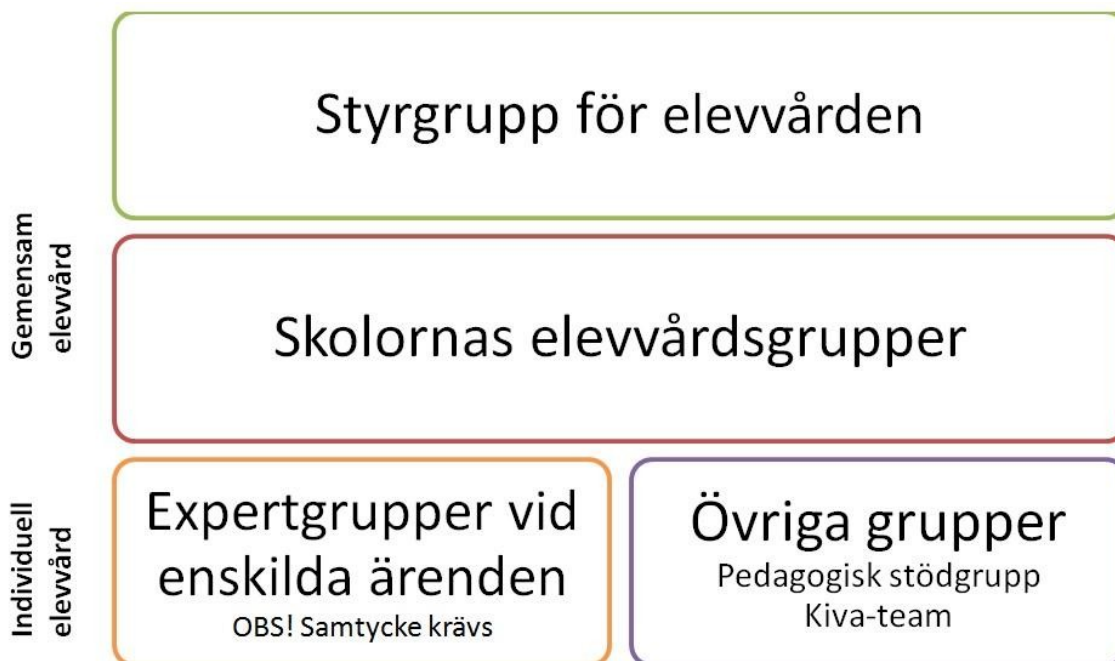 Styrgrupp för elevvården
Gemensam
elevvård
Skolornas elevvårdsgrupper
Individuell
elevvård
Expertgrupper vid
enskilda ärenden
OBS! Samtycke krävs
Övriga grupper
Pedagogisk stödgrupp
Kiva-team